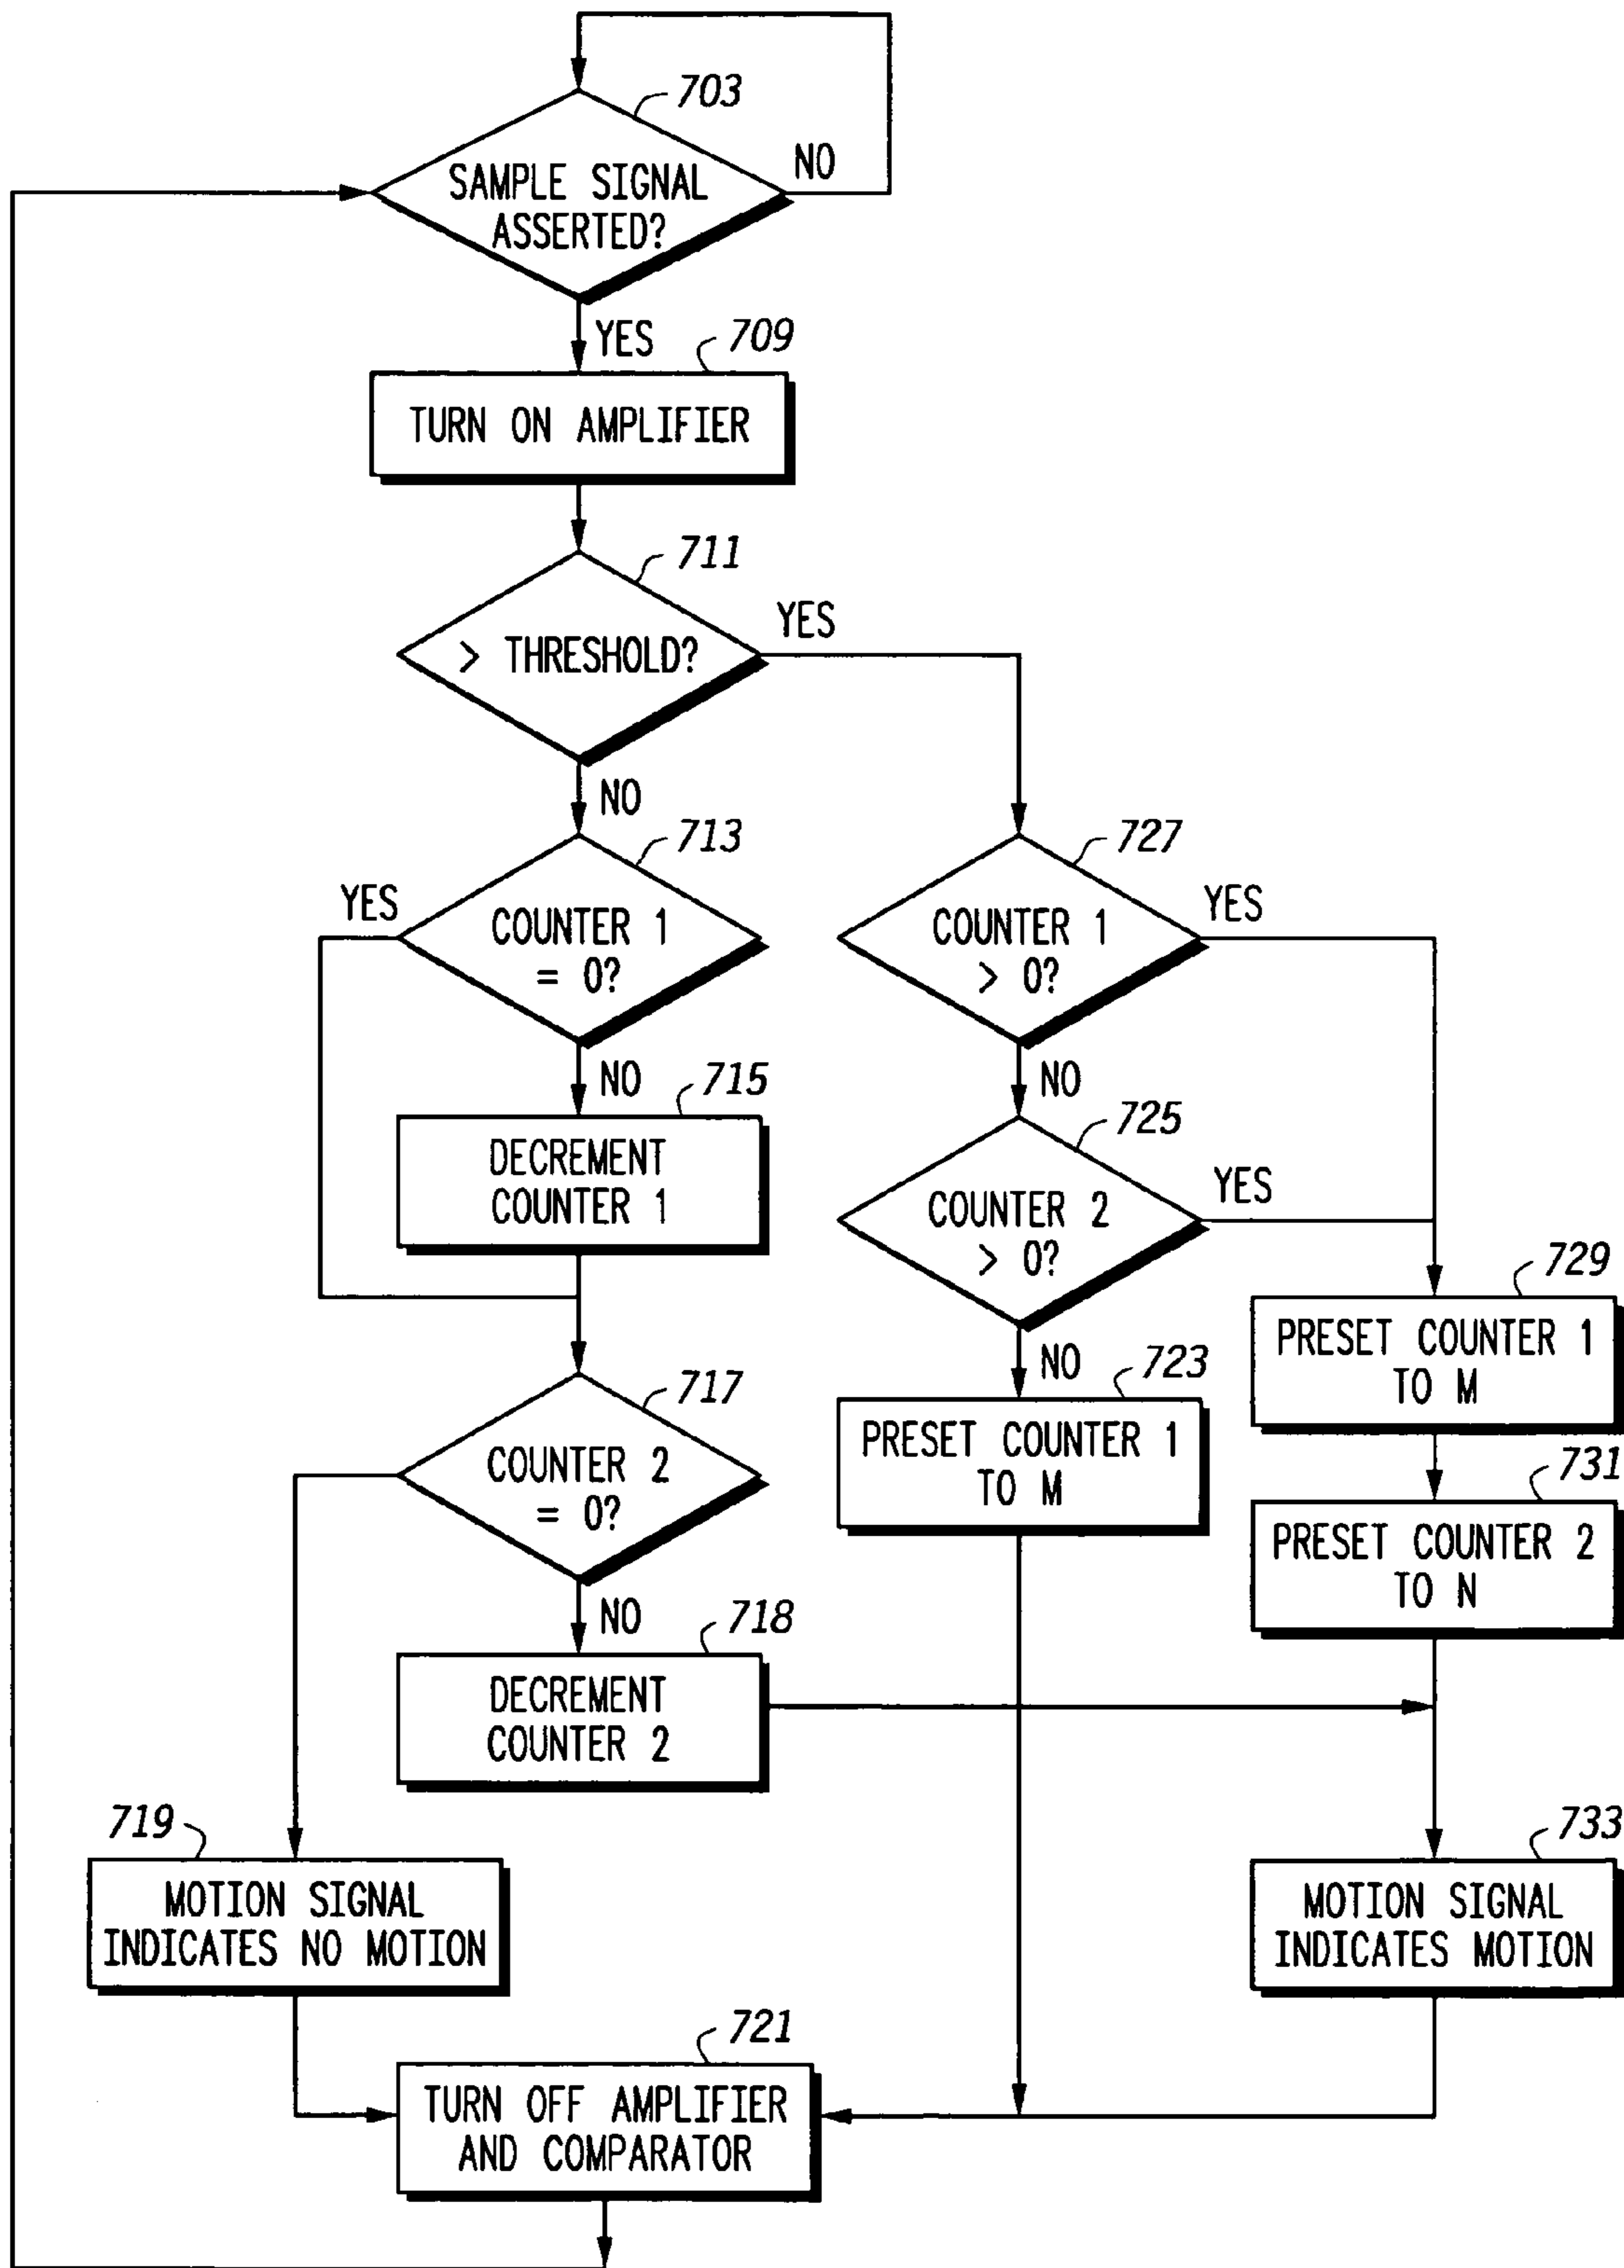 703
SAMPLE SIGNAL
ASSERTED?
NO
YES
709
TURN ON AMPLIFIER
711
> THRESHOLD?
YES
NO
713
YES
COUNTER 1
= 0?
NO
715
DECREMENT
COUNTER 1
717
COUNTER 2
= 0?
NO
718
DECREMENT
COUNTER 2
719
MOTION SIGNAL
INDICATES NO MOTION
727
COUNTER 1
> 0?
YES
NO
725
COUNTER 2
> 0?
YES
NO
723
PRESET COUNTER 1
TO M
729
PRESET COUNTER 1
TO M
731
PRESET COUNTER 2
TO N
733
MOTION SIGNAL
INDICATES MOTION
721
TURN OFF AMPLIFIER
AND COMPARATOR